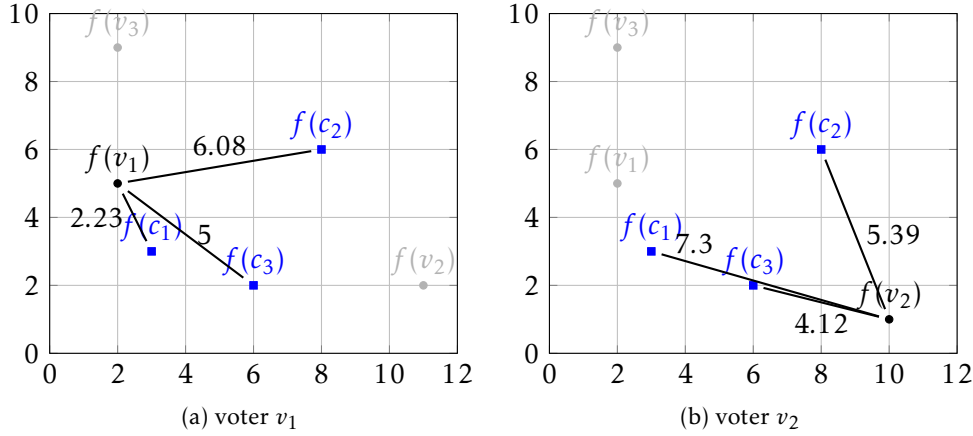 10
8
6
4
2
0
0 2 4 6 8 10 12
f(v₃)
f(c₂)
6.08
f(v₁)
2.23
f(c₁)
5
f(c₃)
f(v₂)
(a) voter v₁
10
8
6
4
2
0
0 2 4 6 8 10 12
f(v₃)
f(c₂)
f(v₁)
f(c₁)
7.3
5.39
f(c₃)
f(v₂)
4.12
(b) voter v₂